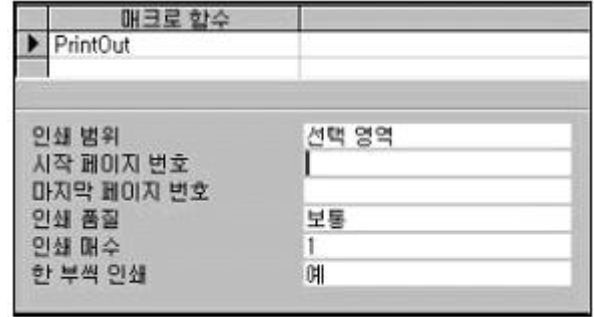 매크로 함수
PrintOut
인쇄 범위 선택 영역
시작 페이지 번호
마지막 페이지 번호
인쇄 품질 보통
인쇄 매수 1
한 부씩 인쇄 예